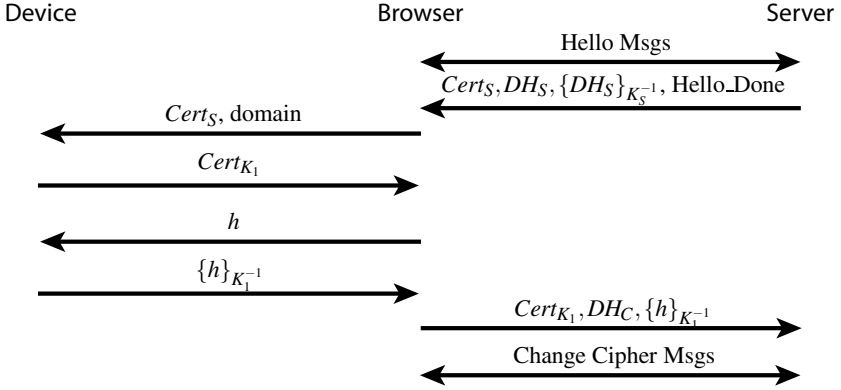 Device Browser Server
Hello Msgs
Cert_S, DH_S, {DH_S}_{K_S^{-1}}, Hello_Done
Cert_S, domain
Cert_{K_1}
h
{h}_{K_1^{-1}}
Cert_{K_1}, DH_C, {h}_{K_1^{-1}}
Change Cipher Msgs